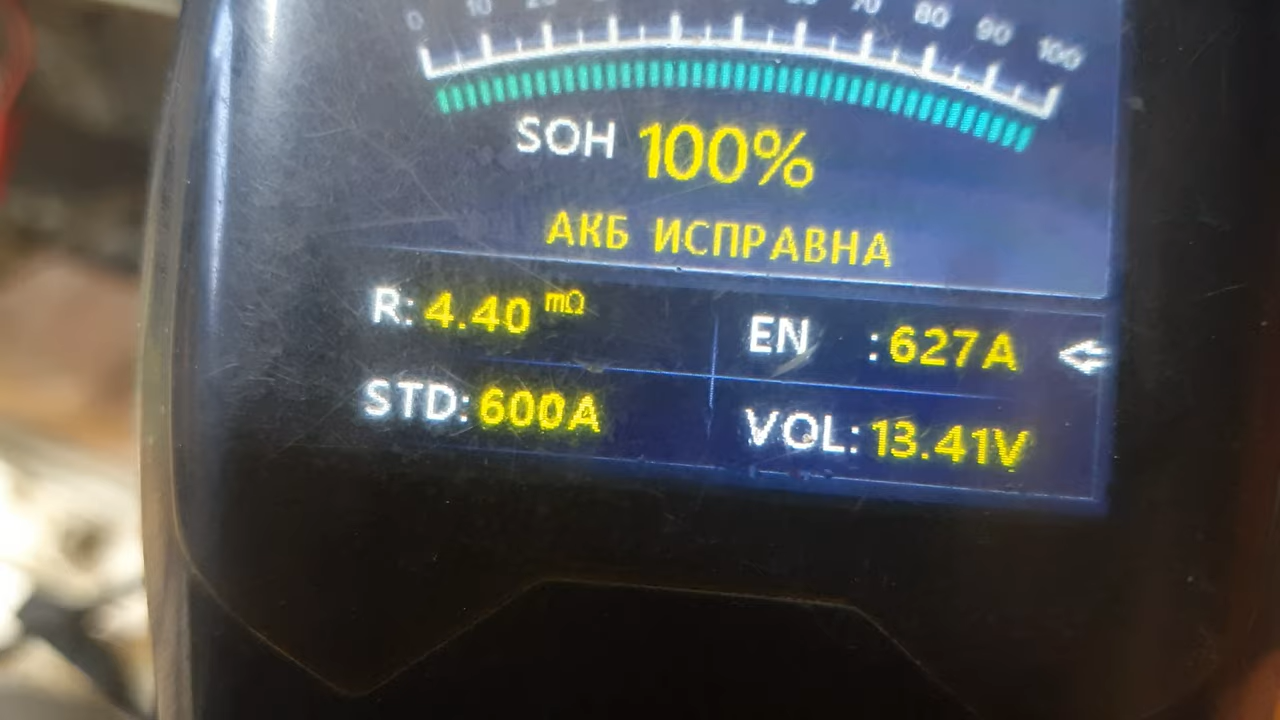 0 10 20 70 80 90 100
SOH 100%
АКБ ИСПРАВНА
R: 4.40 mΩ
EN :627A
STD: 600A
VOL: 13.41V